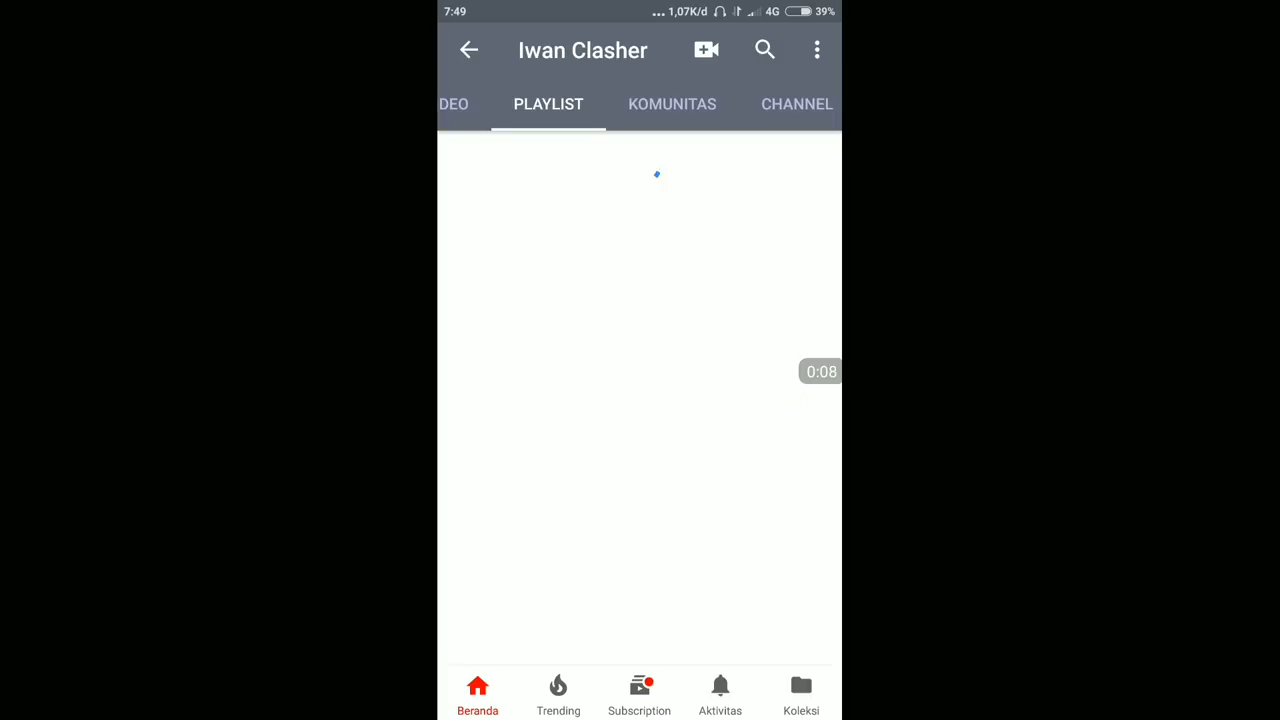 7:49 ... 1,07K/d 4G 39%
Iwan Clasher
DEO PLAYLIST KOMUNITAS CHANNEL
0:08
Beranda Trending Subscription Aktivitas Koleksi